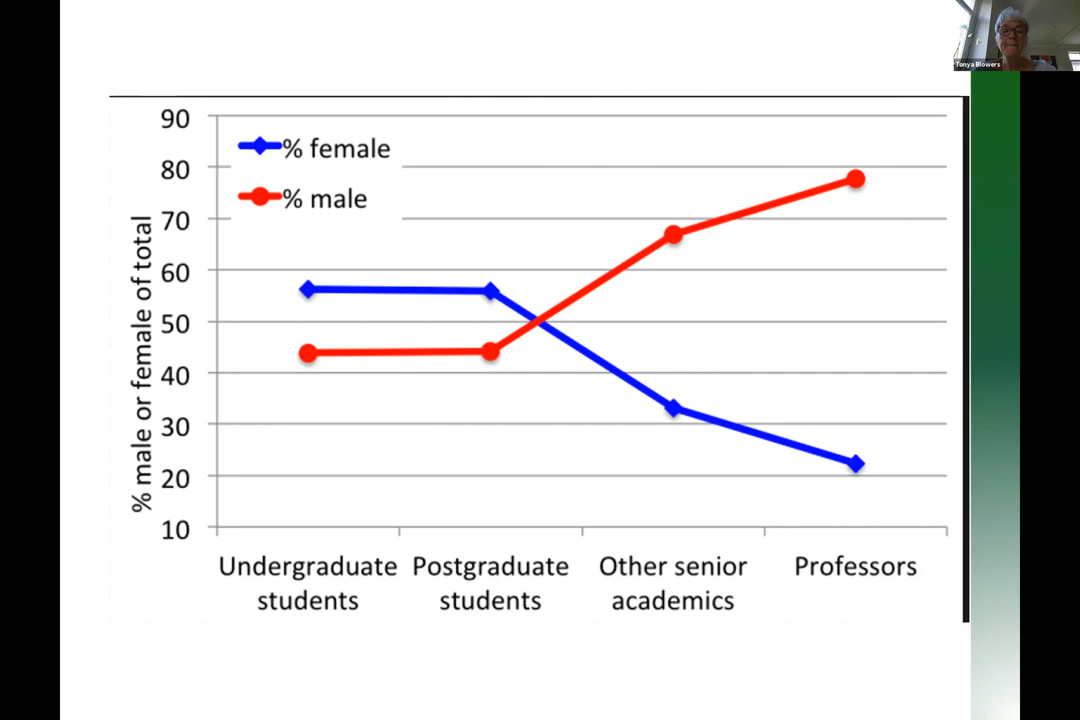 Tonya Blowers
90
80
70
60
50
40
30
20
10
% male or female of total
% female
% male
Undergraduate
students
Postgraduate
students
Other senior
academics
Professors